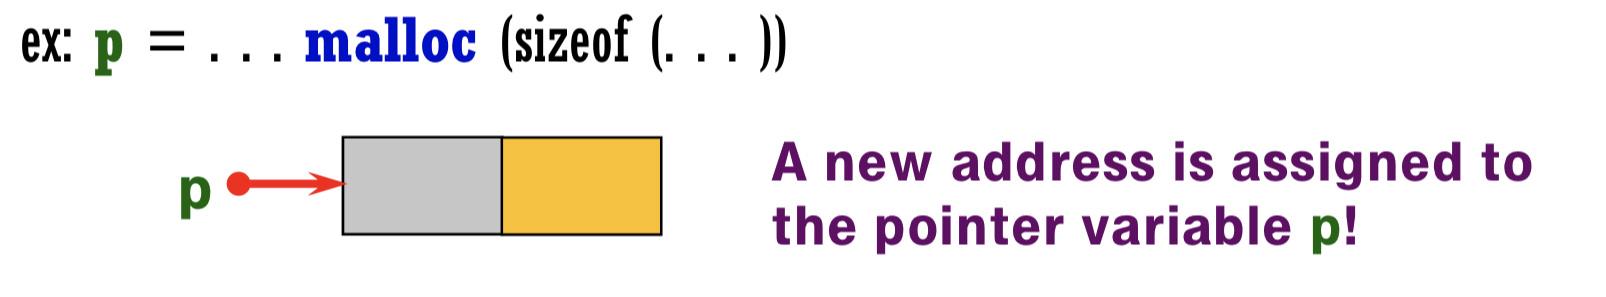 ex: p = . . . malloc (sizeof (. . . ))
p
A new address is assigned to
the pointer variable p!